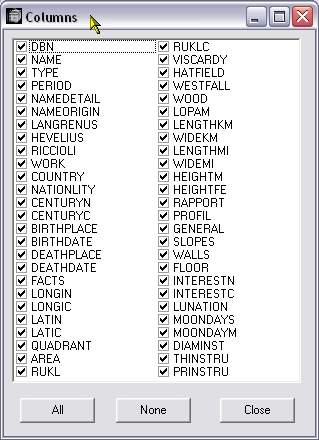 Columns
DBN
NAME
TYPE
PERIOD
NAMEDETAIL
NAMEORIGIN
LANGRENUS
HEVELIUS
RICCIOLI
WORK
COUNTRY
NATIONLITY
CENTURYN
CENTURYC
BIRTHPLACE
BIRTHDATE
DEATHPLACE
DEATHDATE
FACTS
LONGIN
LONGIC
LATIN
LATIC
QUADRANT
AREA
RUKL
RUKLC
VISCARDY
HATFIELD
WESTFALL
WOOD
LOPAM
LENGTHKM
WIDEKM
LENGTHMI
WIDEMI
HEIGHTM
HEIGHTFE
RAPPORT
PROFIL
GENERAL
SLOPES
WALLS
FLOOR
INTERESTN
INTERESTC
LUNATION
MOONDAYS
MOONDAYM
DIAMINST
THINSTRU
PRINSTRU
All
None
Close